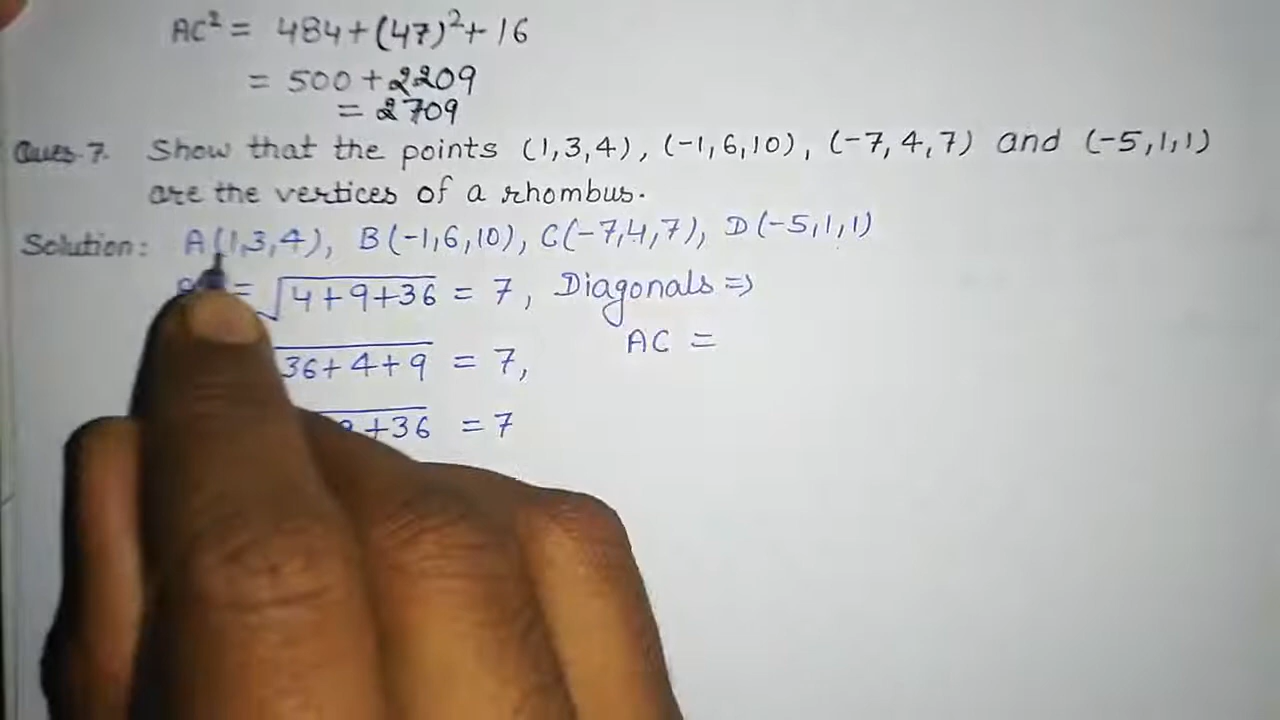 AC² = 484+(47)²+16
= 500+2209
= 2709
Ques.7. Show that the points (1,3,4), (-1,6,10), (-7,4,7) and (-5,1,1)
are the vertices of a rhombus.
Solution: A(1,3,4), B(-1,6,10), C(-7,4,7), D(-5,1,1)
= √4+9+36 = 7, Diagonals =>
36+4+9 = 7,
AC =
+36 = 7